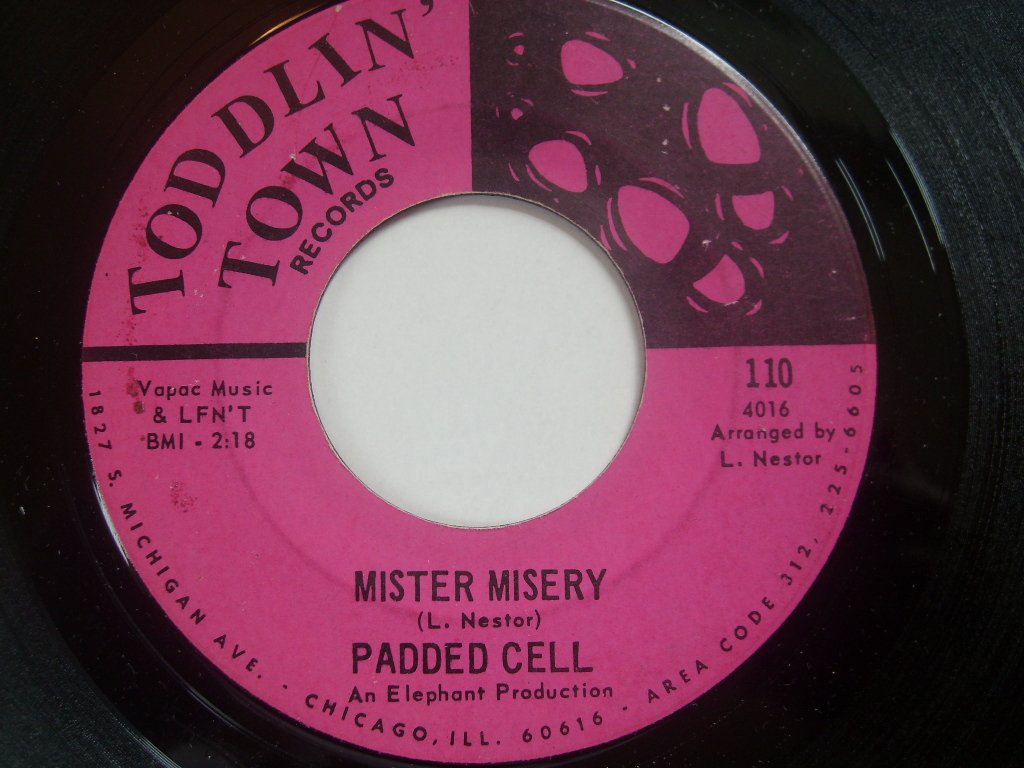 TODDLIN'
TOWN
RECORDS
Vapac Music
& LFN'T
BMI - 2:18
110
4016
Arranged by
L. Nestor
MISTER MISERY
(L. Nestor)
PADDED CELL
An Elephant Production
1827 S. MICHIGAN AVE. - CHICAGO, ILL. 60616 - AREA CODE 312, 225-6605